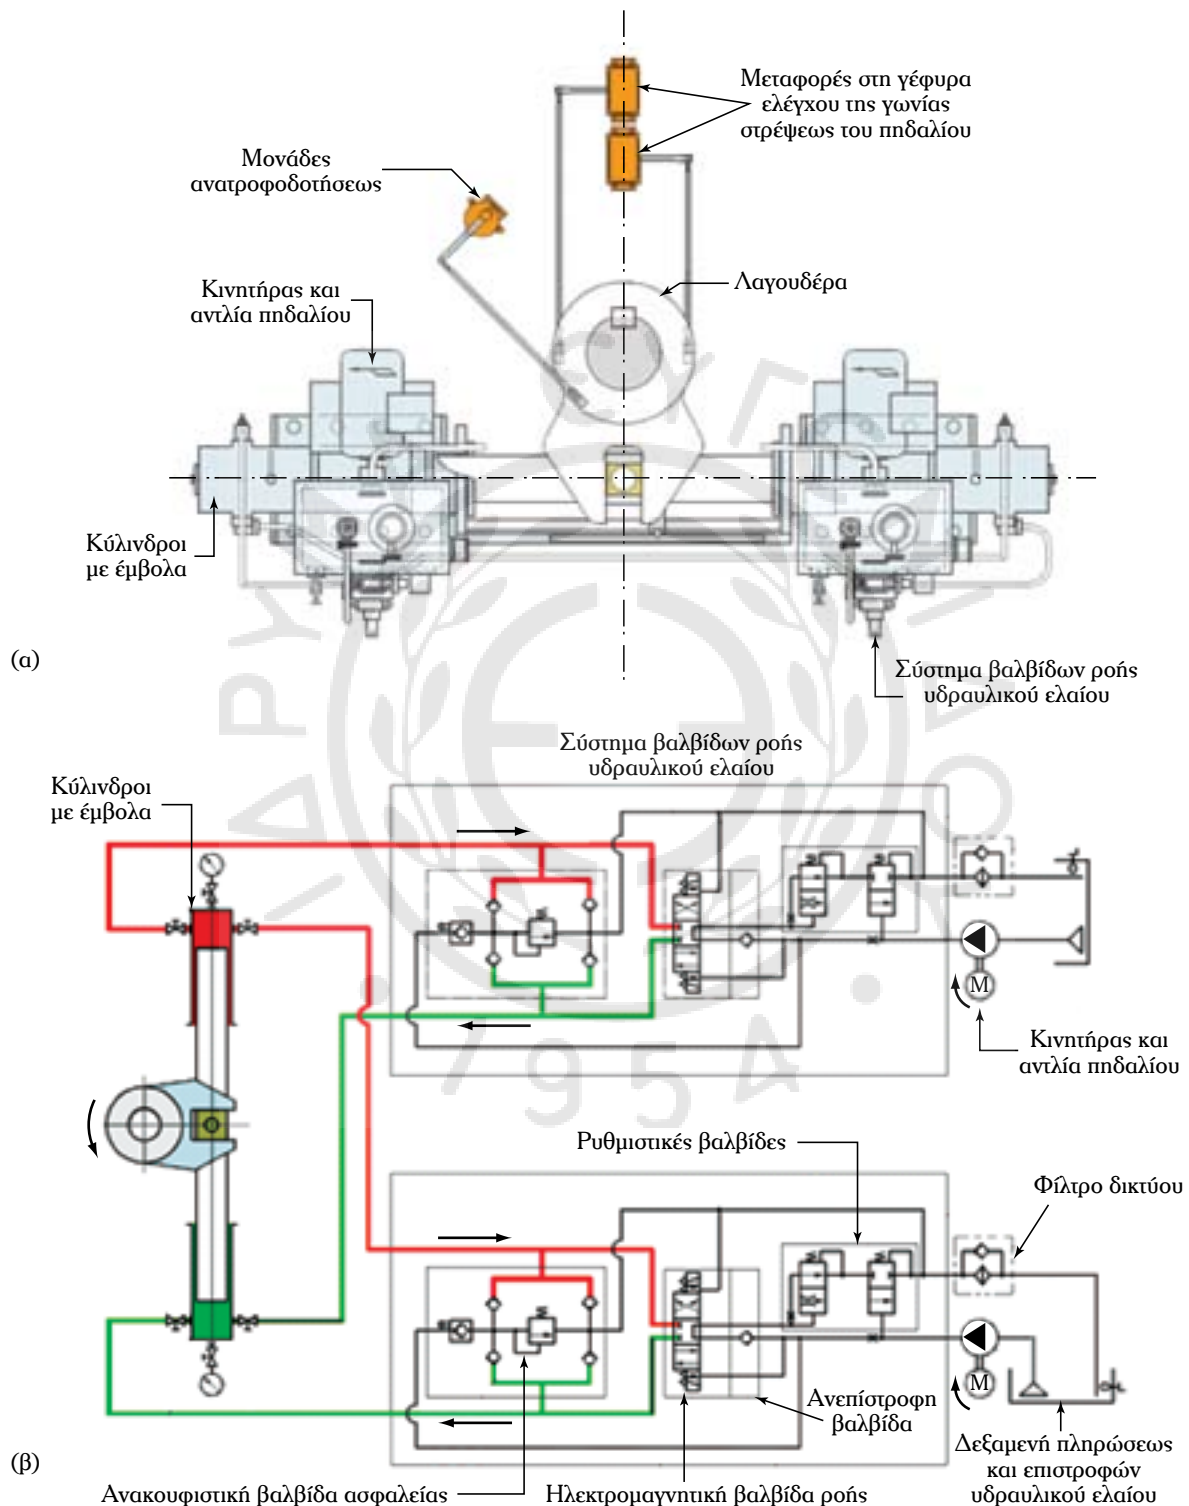 Μεταφορές στη γέφυρα
ελέγχου της γωνίας
στρέψεως του πηδαλίου
Μονάδες
ανατροφοδοτήσεως
Λαγουδέρα
Κινητήρας και
αντλία πηδαλίου
Κύλινδροι
με έμβολα
(α)
Σύστημα βαλβίδων ροής
υδραυλικού ελαίου
Σύστημα βαλβίδων ροής
υδραυλικού ελαίου
Κύλινδροι
με έμβολα
M
Κινητήρας και
αντλία πηδαλίου
Ρυθμιστικές βαλβίδες
Φίλτρο δικτύου
M
Ανεπίστροφη
βαλβίδα
Δεξαμενή πληρώσεως
και επιστροφών
υδραυλικού ελαίου
(β)
Ανακουφιστική βαλβίδα ασφαλείας
Ηλεκτρομαγνητική βαλβίδα ροής
1954